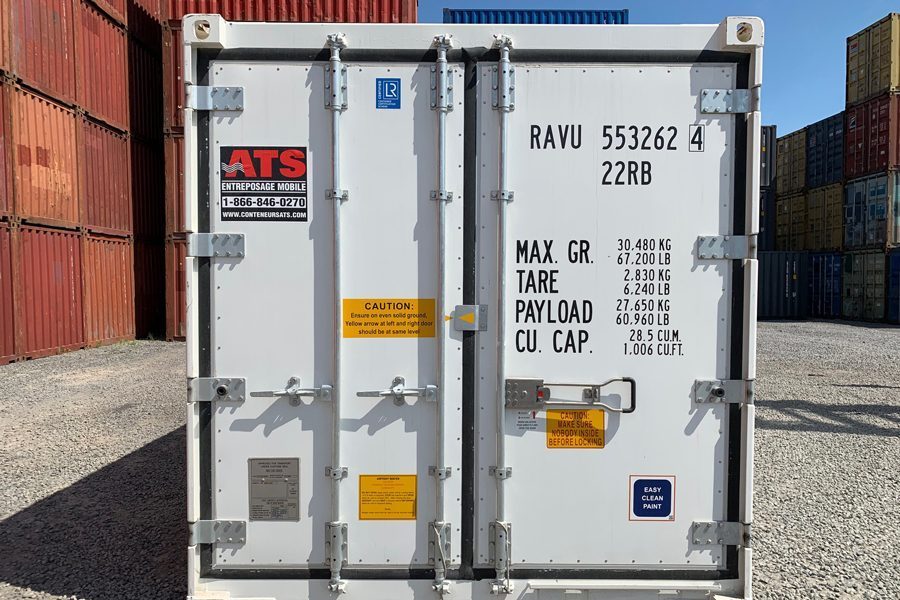 CERTIFIED
LR
ATS
ENTREPOSAGE MOBILE
1-866-846-0270
WWW.CONTENEURSATS.COM
RAVU 553262 4
22RB
MAX. GR. 30,480 KG
67,200 LB
TARE 2,830 KG
6,240 LB
PAYLOAD 27,650 KG
60,960 LB
CU. CAP. 28.5 CU.M.
1,006 CU.FT.
CAUTION:
Ensure on even solid ground,
Yellow arrow at left and right door
should be at same level
CAUTION:
MAKE SURE
NOBODY INSIDE
BEFORE LOCKING
EASY
CLEAN
PAINT